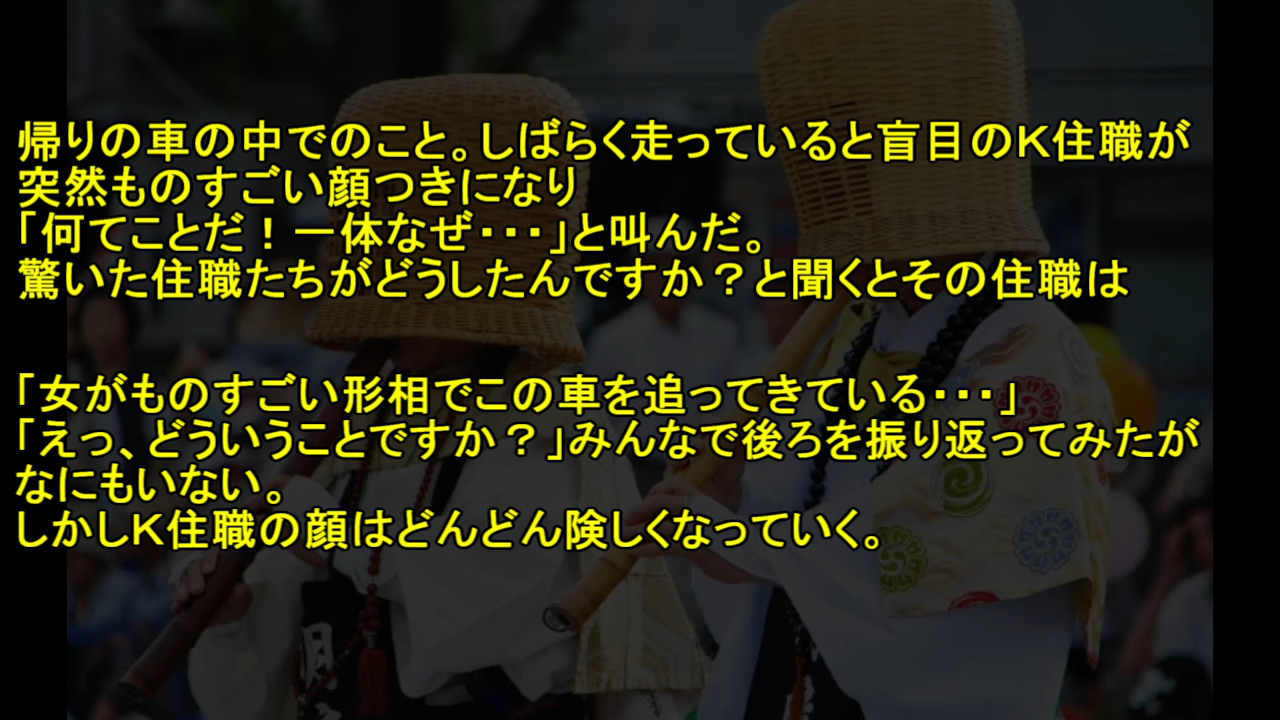 帰りの車の中でのこと。しばらく走っていると盲目のK住職が
突然ものすごい顔つきになり
「何てことだ！一体なぜ・・・」と叫んだ。
驚いた住職たちがどうしたんですか？と聞くとその住職は
「女がものすごい形相でこの車を追ってきている・・・」
「えっ、どういうことですか？」みんなで後ろを振り返ってみたが
なにもいない。
しかしK住職の顔はどんどん険しくなっていく。